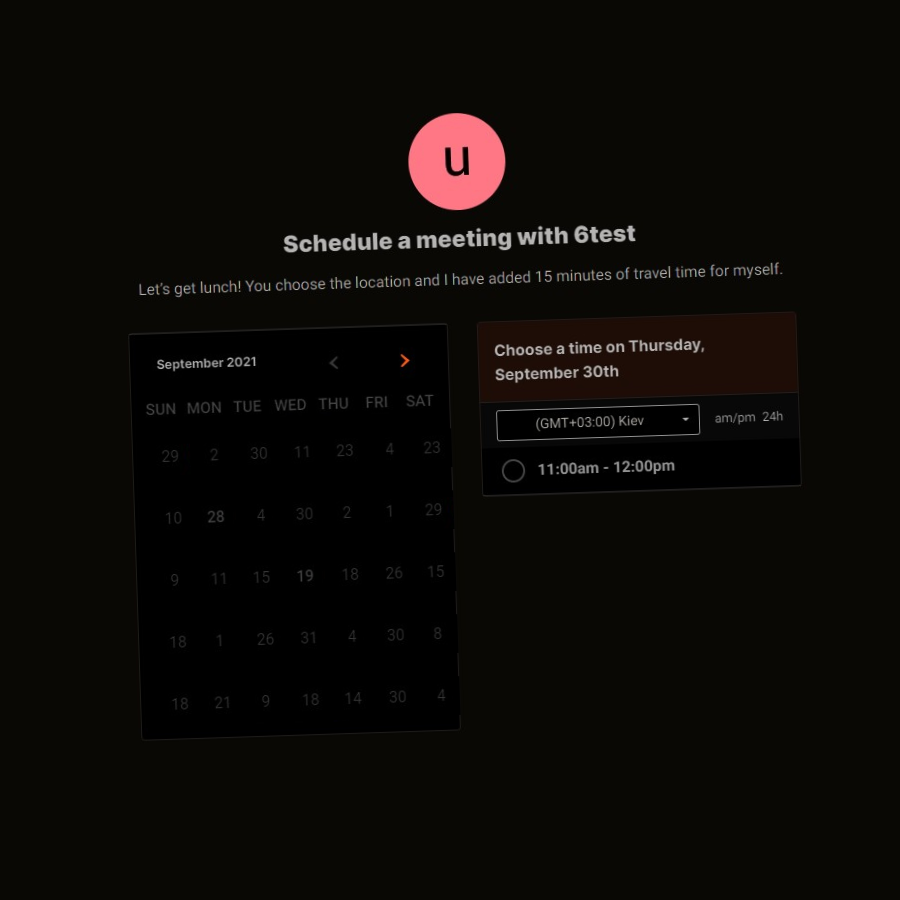 u
Schedule a meeting with 6test
Let's get lunch! You choose the location and I have added 15 minutes of travel time for myself.
September 2021
SUN MON TUE WED THU FRI SAT
29 2 30 11 23 4 23
10 28 4 30 2 1 29
9 11 15 19 18 26 15
18 1 26 31 4 30 8
18 21 9 18 14 30 4
Choose a time on Thursday,
September 30th
(GMT+03:00) Kiev am/pm 24h
11:00am - 12:00pm